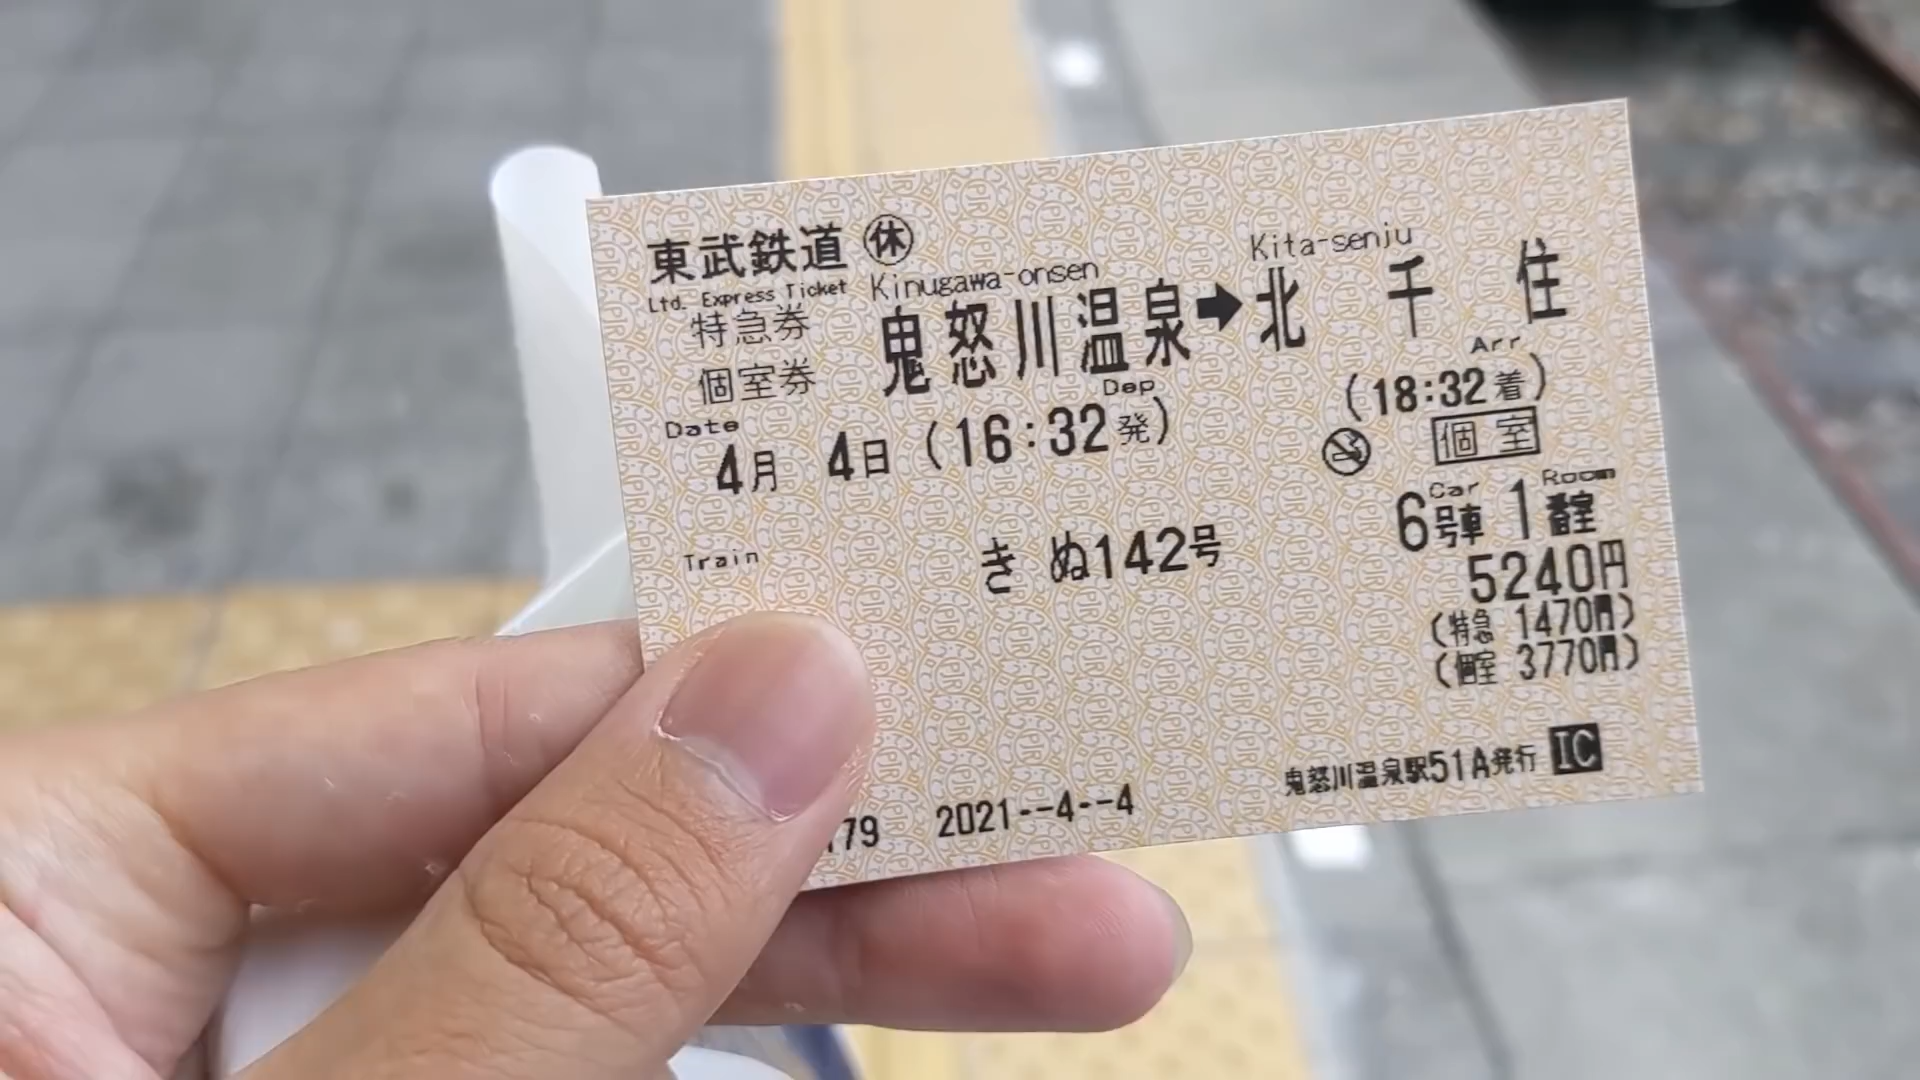 東武鉄道 ㊡
Ltd. Express Ticket
特急券
個室券
Kinugawa-onsen Kita-senju
鬼怒川温泉➡北千住
Date Dep Arr
4月 4日 (16:32発) (18:32着)
個室
Car Room
6号車 1番室
Train
きぬ142号
5240円
(特急 1470円)
(個室 3770円)
鬼怒川温泉駅51A発行 IC
79 2021--4--4